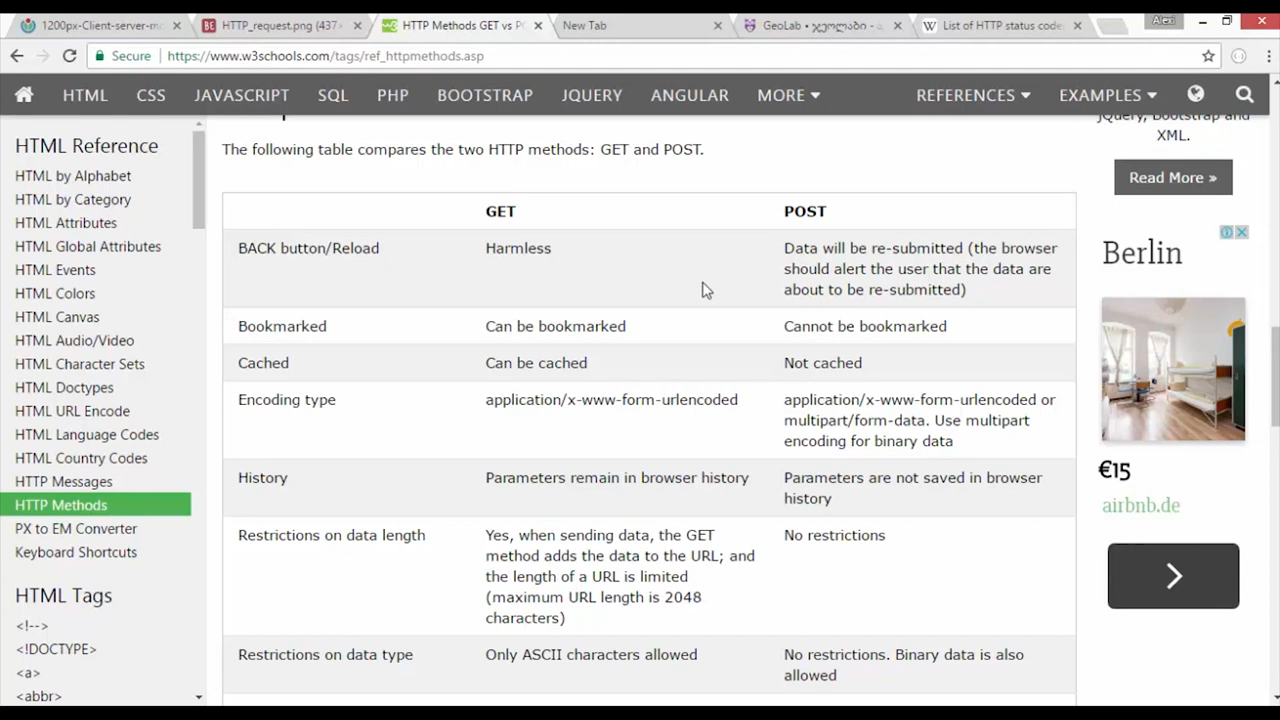 1200px-Client-server-mo
HTTP_request.png (437×
HTTP Methods GET vs PO
New Tab
GeoLab • ჯეოლაბი -
List of HTTP status code
Alexi
Secure
https://www.w3schools.com/tags/ref_httpmethods.asp
HTML CSS JAVASCRIPT SQL PHP BOOTSTRAP JQUERY ANGULAR MORE REFERENCES EXAMPLES
HTML Reference
HTML by Alphabet
HTML by Category
HTML Attributes
HTML Global Attributes
HTML Events
HTML Colors
HTML Canvas
HTML Audio/Video
HTML Character Sets
HTML Doctypes
HTML URL Encode
HTML Language Codes
HTML Country Codes
HTTP Messages
HTTP Methods
PX to EM Converter
Keyboard Shortcuts
HTML Tags
<!-->
<!DOCTYPE>
<a>
<abbr>
The following table compares the two HTTP methods: GET and POST.
GET POST
BACK button/Reload Harmless Data will be re-submitted (the browser
should alert the user that the data are
about to be re-submitted)
Bookmarked Can be bookmarked Cannot be bookmarked
Cached Can be cached Not cached
Encoding type application/x-www-form-urlencoded application/x-www-form-urlencoded or
multipart/form-data. Use multipart
encoding for binary data
History Parameters remain in browser history Parameters are not saved in browser
history
Restrictions on data length Yes, when sending data, the GET No restrictions
method adds the data to the URL; and
the length of a URL is limited
(maximum URL length is 2048
characters)
Restrictions on data type Only ASCII characters allowed No restrictions. Binary data is also
allowed
jQuery, Bootstrap and
XML.
Read More »
Berlin
€15
airbnb.de